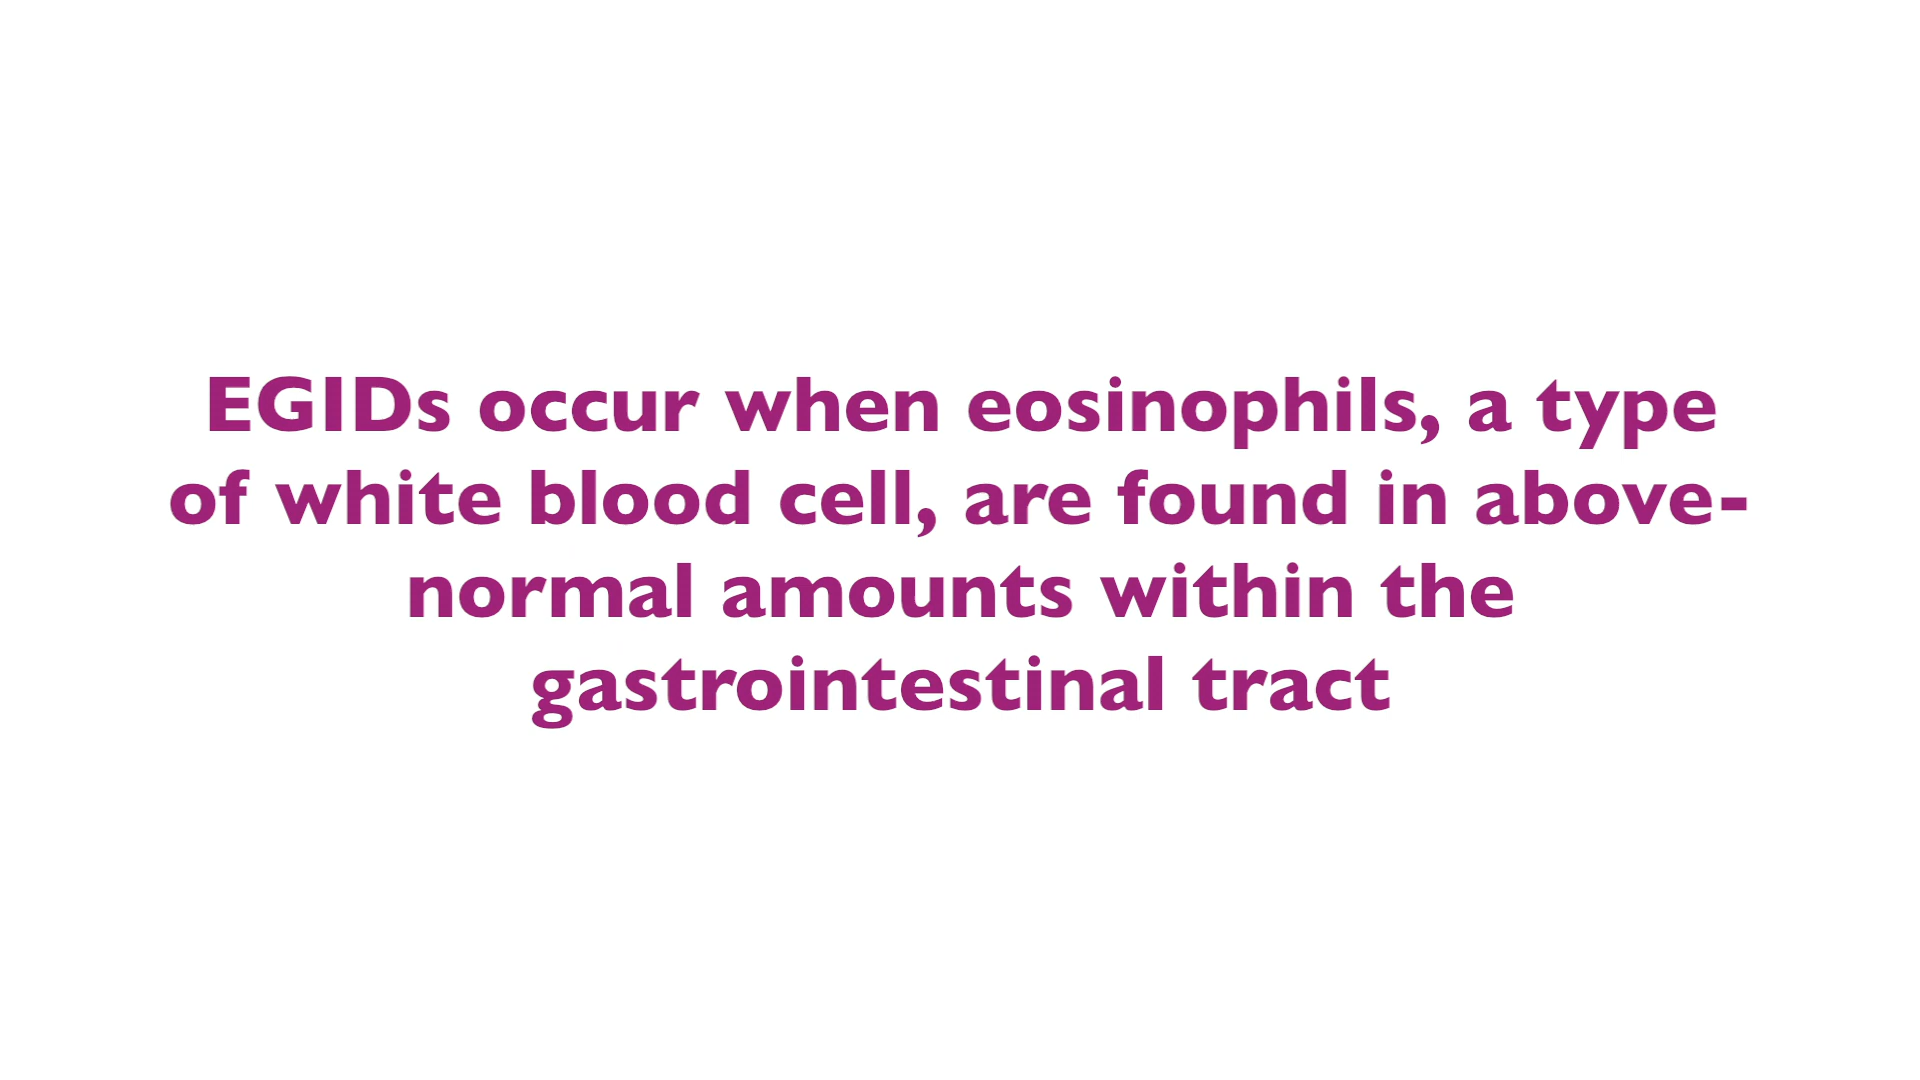 EGIDs occur when eosinophils, a type
of white blood cell, are found in above-
normal amounts within the
gastrointestinal tract